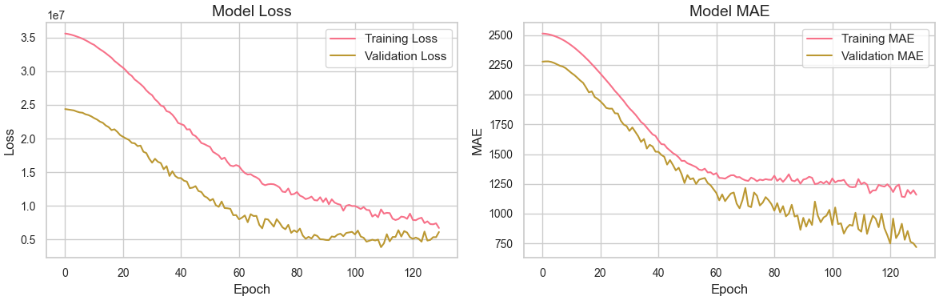 Model Loss
1e7
3.5
3.0
2.5
2.0
1.5
1.0
0.5
Loss
0
20
40
60
80
100
120
Epoch
Training Loss
Validation Loss
Model MAE
2500
2250
2000
1750
1500
1250
1000
750
MAE
0
20
40
60
80
100
120
Epoch
Training MAE
Validation MAE